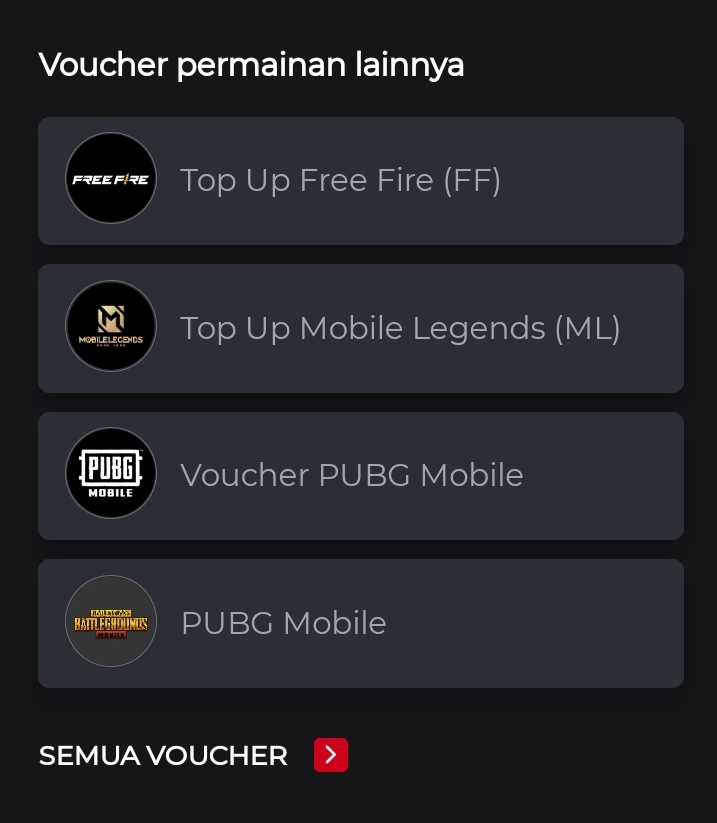 Voucher permainan lainnya
FREE FIRE
Top Up Free Fire (FF)
MOBILE LEGENDS
Top Up Mobile Legends (ML)
PUBG
MOBILE
Voucher PUBG Mobile
BATTLEGROUNDS
MOBILE
PUBG Mobile
SEMUA VOUCHER